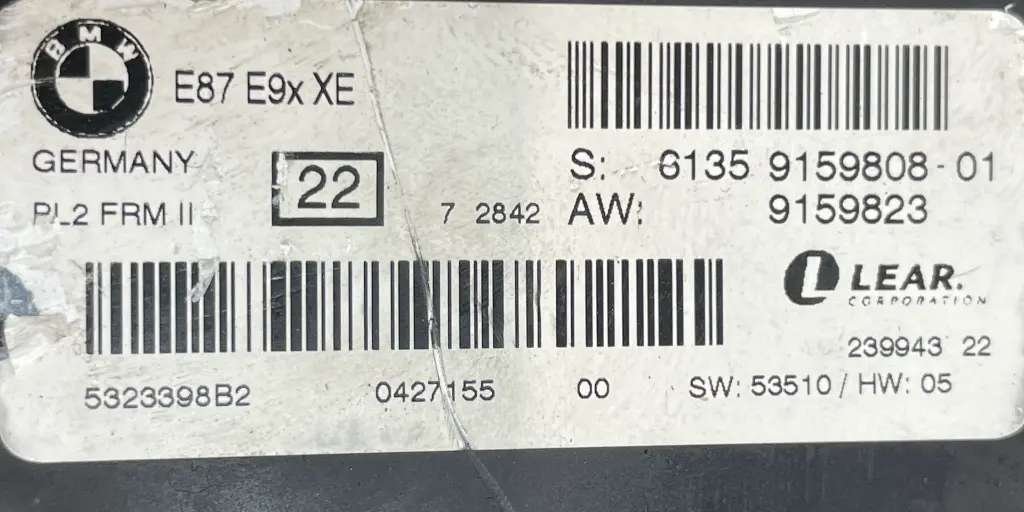 BMW
E87 E9x XE
GERMANY
PL2 FRM II
22
7 2842
S: 6135 9159808-01
AW: 9159823
LEAR.
CORPORATION
239943 22
5323398B2 0427155 00 SW: 53510 / HW: 05